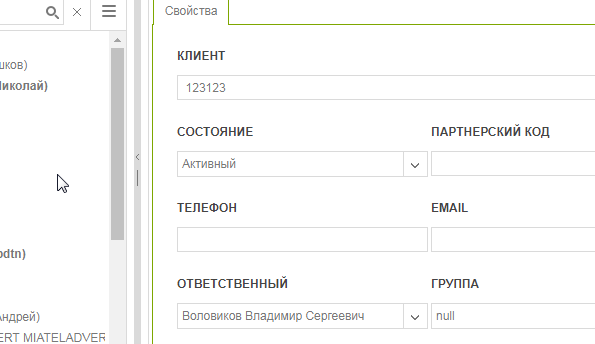 Свойства
КЛИЕНТ
123123
СОСТОЯНИЕ
ПАРТНЕРСКИЙ КОД
Активный
ТЕЛЕФОН
EMAIL
ОТВЕТСТВЕННЫЙ
ГРУППА
Воловиков Владимир Сергеевич
null
шков)
Николай)
odtn)
Андрей)
ERT MIATELADVER